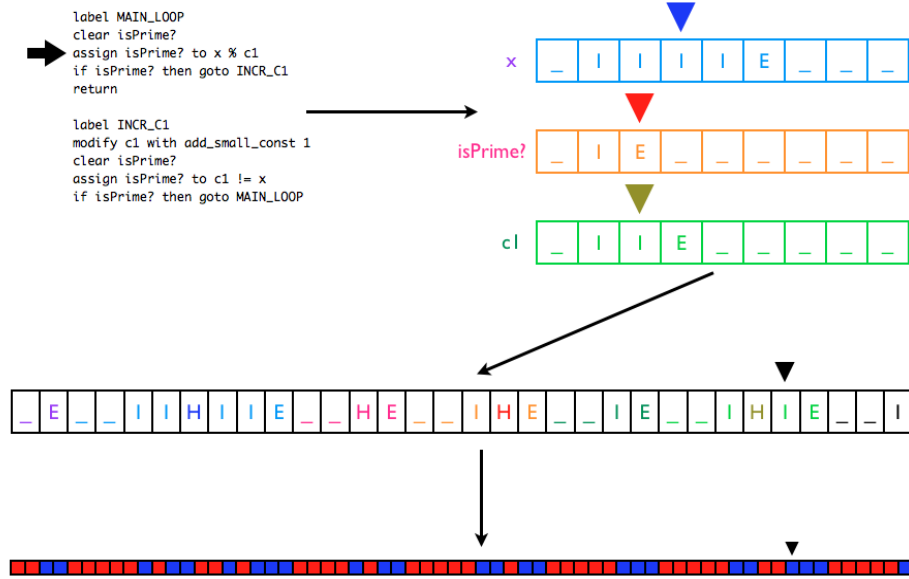 label MAIN_LOOP
clear isPrime?
assign isPrime? to x % c1
if isPrime? then goto INCR_C1
return
label INCR_C1
modify c1 with add_small_const 1
clear isPrime?
assign isPrime? to c1 != x
if isPrime? then goto MAIN_LOOP
x _ I I I I E _ _ _
isPrime? _ I E _ _ _ _ _ _
c1 _ I I E _ _ _ _ _
_ E _ _ I I H I I E _ _ H E _ _ I H E _ _ I E _ _ I H I E _ _ I